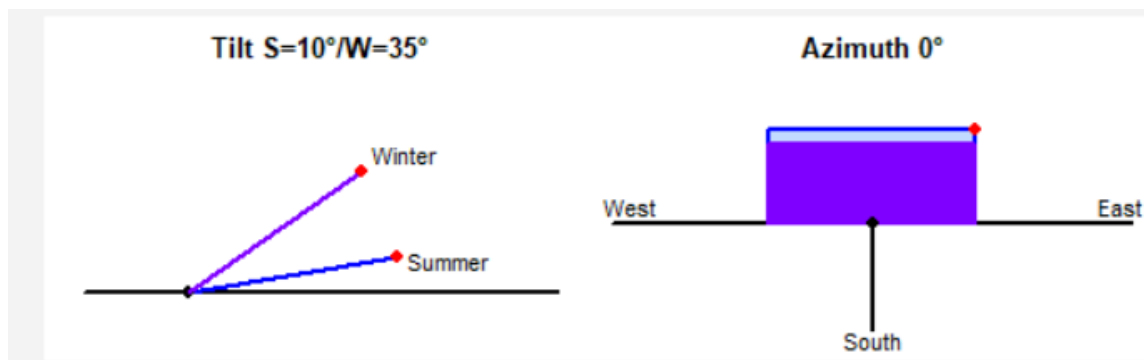 Tilt S=10°/W=35°
Winter
Summer
Azimuth 0°
West
East
South